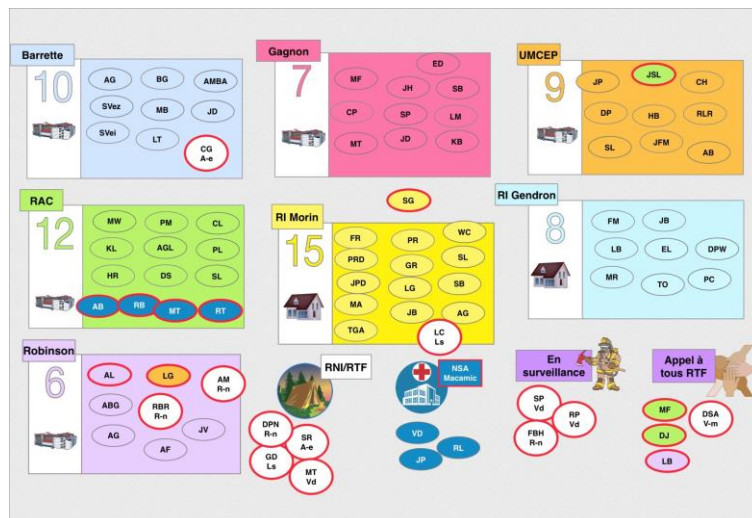 Barrette
10
AG
BG
AMBA
SVez
MB
JD
SVei
LT
CG
A-e
Gagnon
7
ED
MF
JH
SB
CP
SP
LM
MT
JD
KB
UMCEP
9
JP
JSL
CH
DP
HB
RLR
SL
JFM
AB
RAC
12
MW
PM
CL
KL
AGL
PL
HR
DS
SL
AB
RB
MT
RT
RI Morin
15
SG
FR
PR
WC
PRD
GR
SL
JPD
LG
SB
MA
JB
AG
TGA
LC
Ls
RI Gendron
8
FM
JB
LB
EL
DPW
MR
TO
PC
Robinson
6
AL
LG
AM
R-n
ABG
RBR
R-n
JV
AG
AF
RNI/RTF
DPN
R-n
SR
A-e
GD
Ls
MT
Vd
NSA
Macamic
VD
RL
JP
En
surveillance
SP
Vd
RP
Vd
FBH
R-n
Appel à
tous RTF
MF
DSA
V-m
DJ
LB